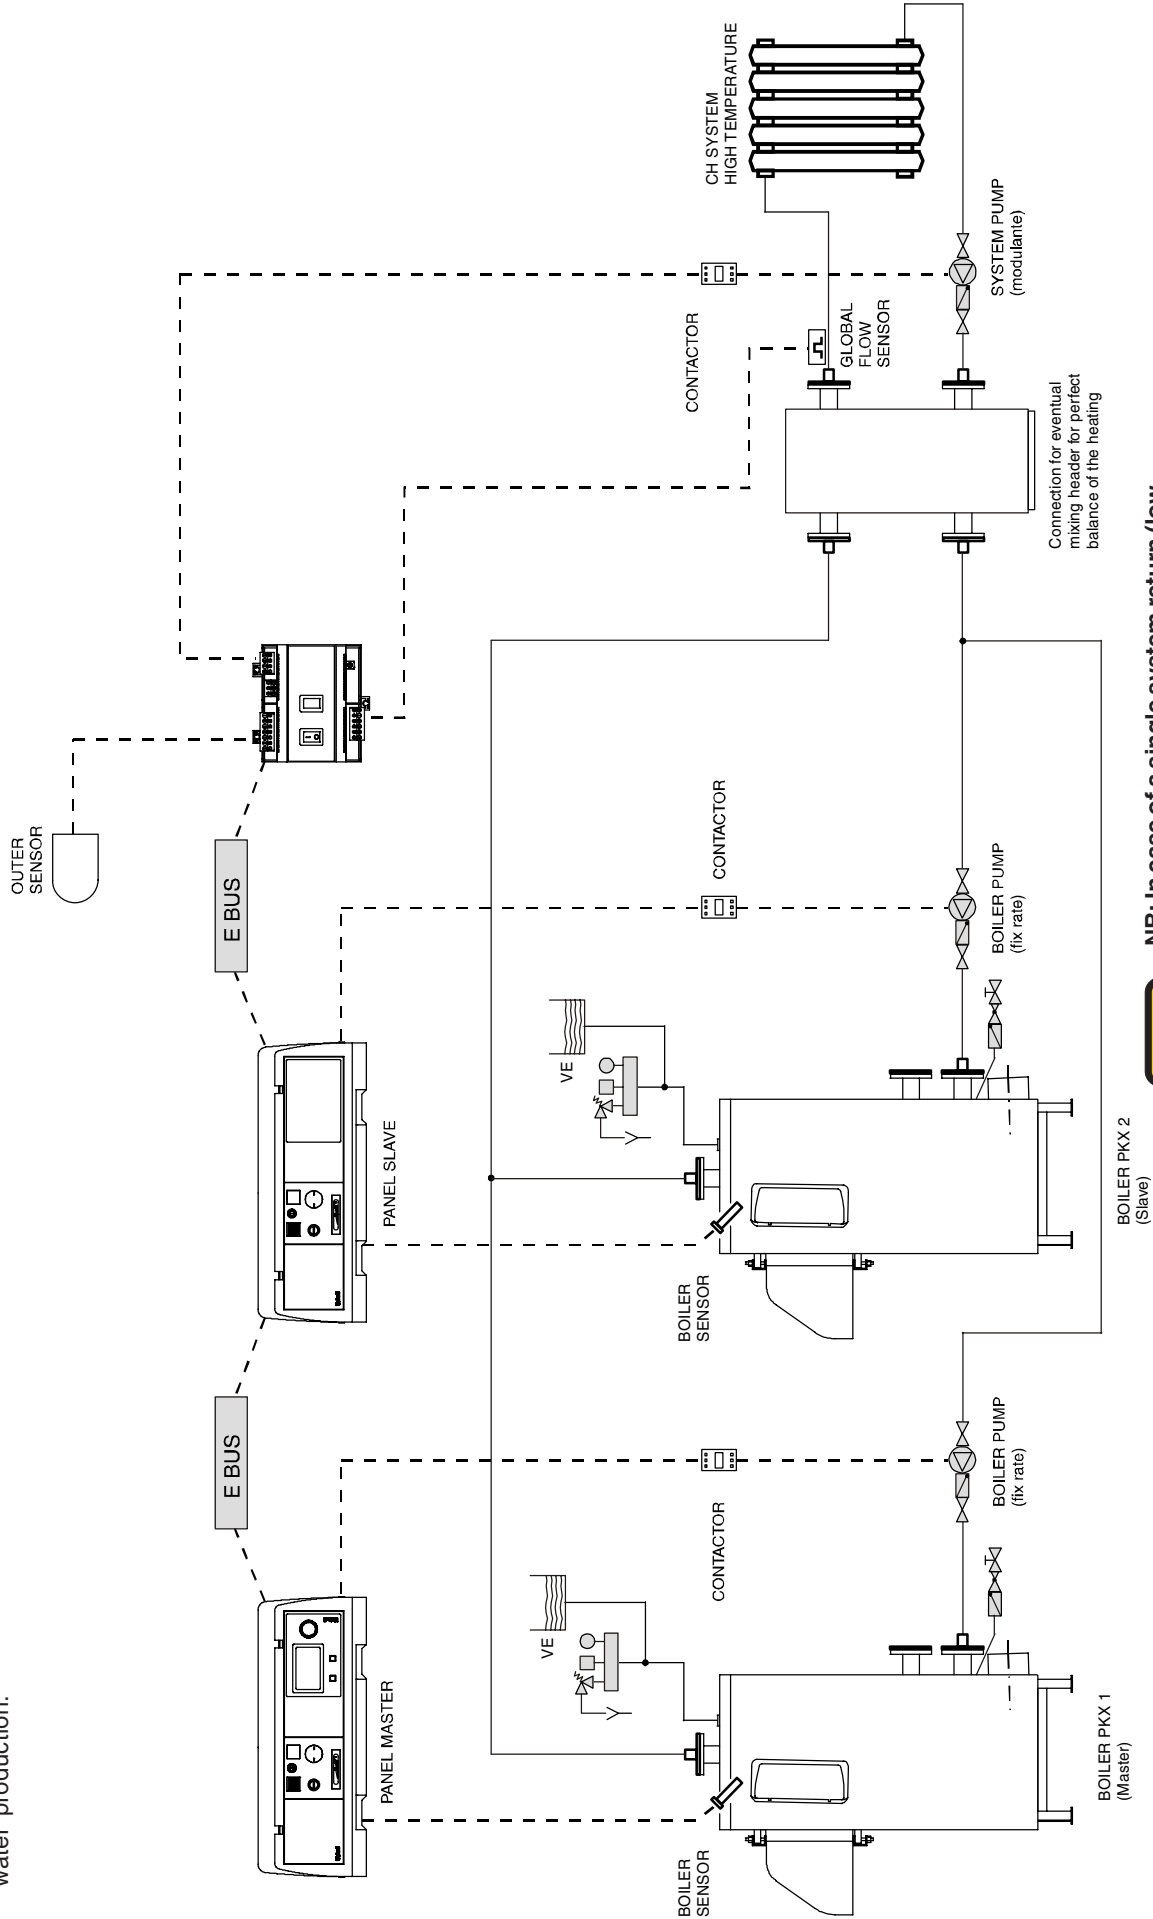 water production.
OUTER
SENSOR
E BUS
E BUS
PANEL MASTER
PANEL SLAVE
CH SYSTEM
HIGH TEMPERATURE
VE
VE
CONTACTOR
CONTACTOR
CONTACTOR
GLOBAL
FLOW
SENSOR
BOILER
SENSOR
BOILER
SENSOR
BOILER PUMP
(fix rate)
BOILER PUMP
(fix rate)
SYSTEM PUMP
(modulante)
Connection for eventual
mixing header for perfect
balance of the heating
BOILER PKX 1
(Master)
BOILER PKX 2
(Slave)
NB: In case of a single system return (low